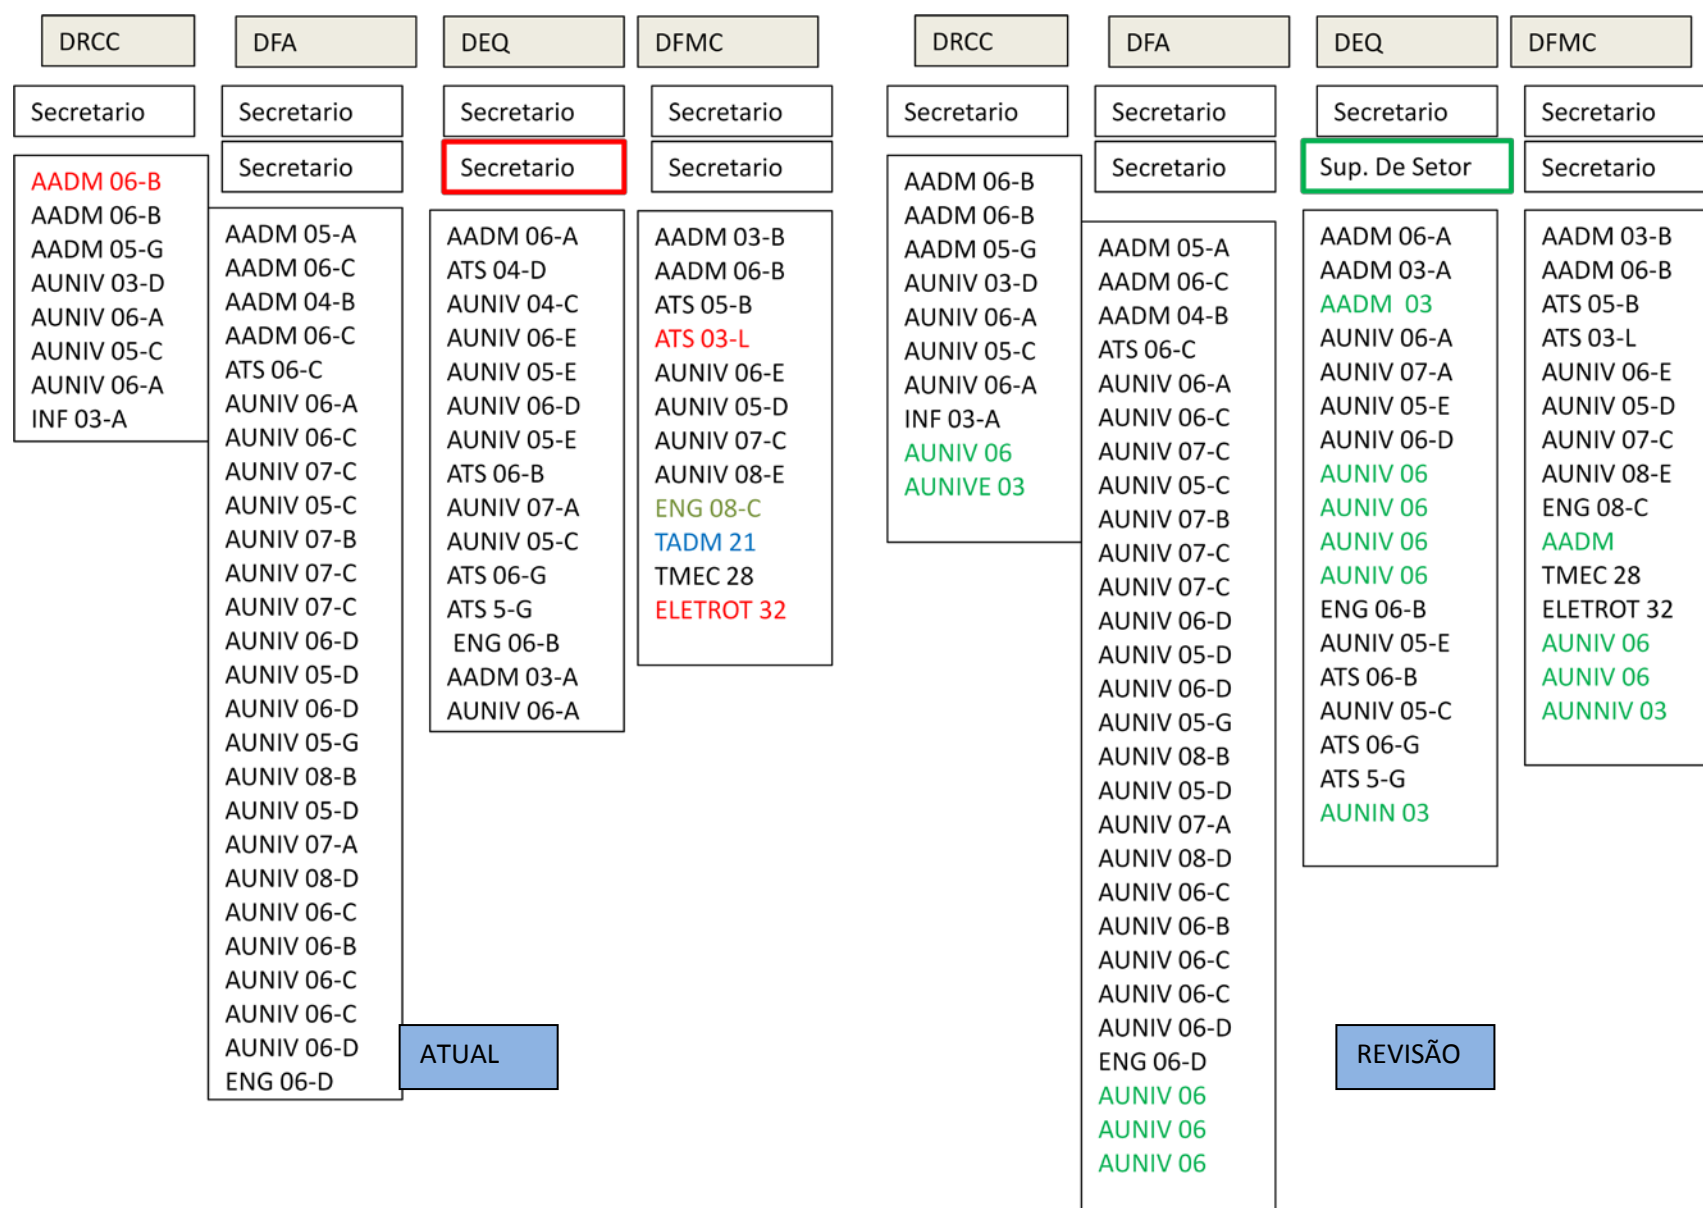 DRCC
Secretario
AADM 06-B
AADM 06-B
AADM 05-G
AUNIV 03-D
AUNIV 06-A
AUNIV 05-C
AUNIV 06-A
INF 03-A
DFA
Secretario
Secretario
AADM 05-A
AADM 06-C
AADM 04-B
AADM 06-C
ATS 06-C
AUNIV 06-A
AUNIV 06-C
AUNIV 07-C
AUNIV 05-C
AUNIV 07-B
AUNIV 07-C
AUNIV 07-C
AUNIV 06-D
AUNIV 05-D
AUNIV 06-D
AUNIV 05-G
AUNIV 08-B
AUNIV 05-D
AUNIV 07-A
AUNIV 08-D
AUNIV 06-C
AUNIV 06-B
AUNIV 06-C
AUNIV 06-C
AUNIV 06-D
ENG 06-D
DEQ
Secretario
Secretario
AADM 06-A
ATS 04-D
AUNIV 04-C
AUNIV 06-E
AUNIV 05-E
AUNIV 06-D
AUNIV 05-E
ATS 06-B
AUNIV 07-A
AUNIV 05-C
ATS 06-G
ATS 5-G
ENG 06-B
AADM 03-A
AUNIV 06-A
DFMC
Secretario
Secretario
AADM 03-B
AADM 06-B
ATS 05-B
ATS 03-L
AUNIV 06-E
AUNIV 05-D
AUNIV 07-C
AUNIV 08-E
ENG 08-C
TADM 21
TMEC 28
ELETROT 32
ATUAL
DRCC
Secretario
AADM 06-B
AADM 06-B
AADM 05-G
AUNIV 03-D
AUNIV 06-A
AUNIV 05-C
AUNIV 06-A
INF 03-A
AUNIV 06
AUNIVE 03
DFA
Secretario
Secretario
AADM 05-A
AADM 06-C
AADM 04-B
ATS 06-C
AUNIV 06-A
AUNIV 06-C
AUNIV 07-C
AUNIV 05-C
AUNIV 07-B
AUNIV 07-C
AUNIV 07-C
AUNIV 06-D
AUNIV 05-D
AUNIV 06-D
AUNIV 05-G
AUNIV 08-B
AUNIV 05-D
AUNIV 07-A
AUNIV 08-D
AUNIV 06-C
AUNIV 06-B
AUNIV 06-C
AUNIV 06-C
AUNIV 06-D
ENG 06-D
AUNIV 06
AUNIV 06
AUNIV 06
DEQ
Secretario
Sup. De Setor
AADM 06-A
AADM 03-A
AADM 03
AUNIV 06-A
AUNIV 07-A
AUNIV 05-E
AUNIV 06-D
AUNIV 06
AUNIV 06
AUNIV 06
AUNIV 06
ENG 06-B
AUNIV 05-E
ATS 06-B
AUNIV 05-C
ATS 06-G
ATS 5-G
AUNIN 03
DFMC
Secretario
Secretario
AADM 03-B
AADM 06-B
ATS 05-B
ATS 03-L
AUNIV 06-E
AUNIV 05-D
AUNIV 07-C
AUNIV 08-E
ENG 08-C
AADM
TMEC 28
ELETROT 32
AUNIV 06
AUNIV 06
AUNNIV 03
REVISÃO